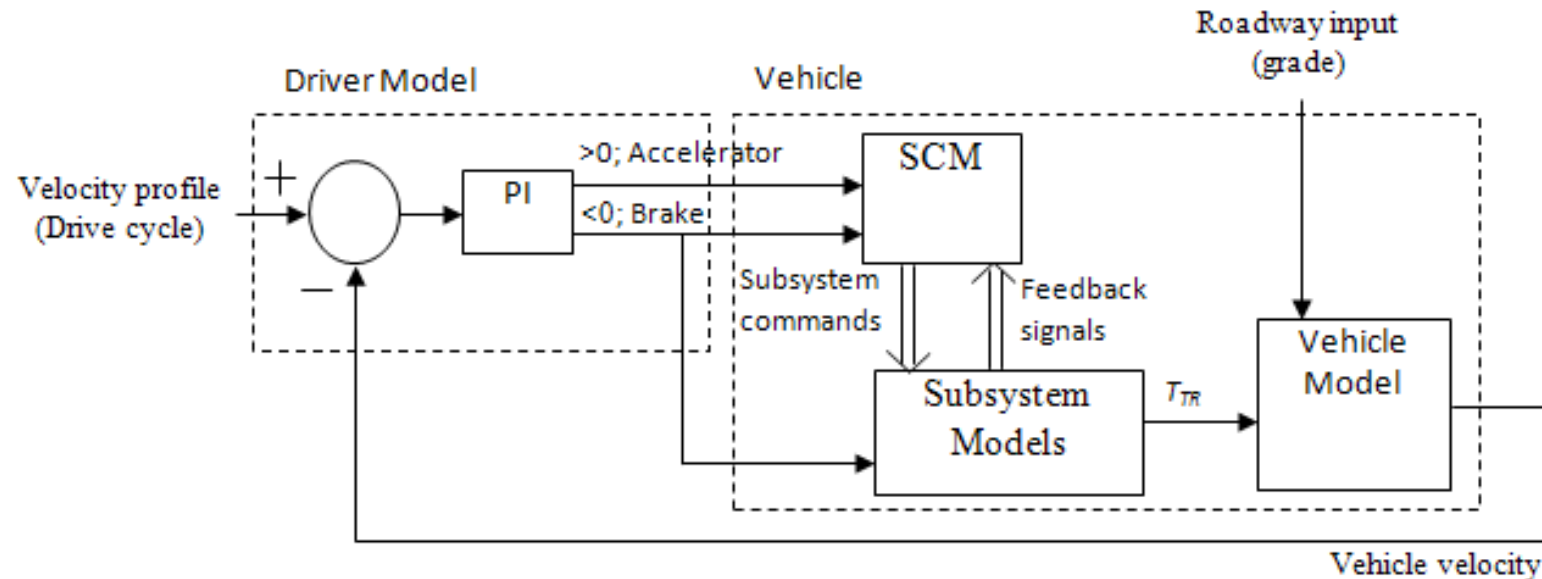 Roadway input
(grade)
Driver Model
Vehicle
Velocity profile
(Drive cycle)
+
−
PI
>0; Accelerator
<0; Brake
SCM
Subsystem
commands
Feedback
signals
Subsystem
Models
T_TR
Vehicle
Model
Vehicle velocity